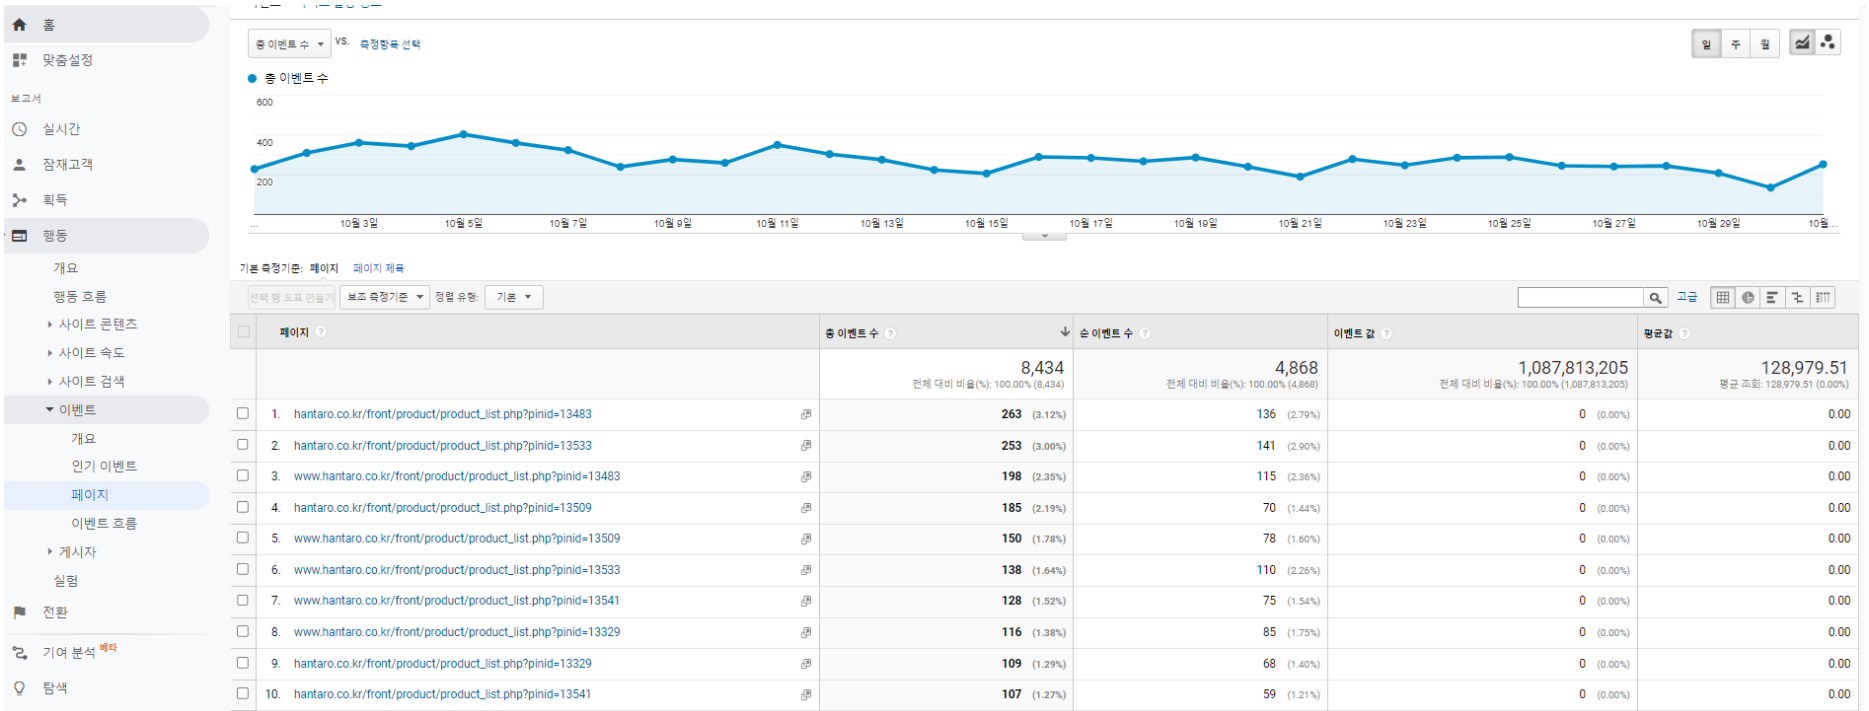 홈
맞춤설정
보고서
실시간
잠재고객
획득
행동
개요
행동 흐름
사이트 콘텐츠
사이트 속도
사이트 검색
이벤트
개요
인기 이벤트
페이지
이벤트 흐름
게시자
실험
전환
기여 분석 베타
탐색
총 이벤트 수 VS. 측정항목 선택
일 주 월
총 이벤트 수
600
400
200
... 10월 3일 10월 5일 10월 7일 10월 9일 10월 11일 10월 13일 10월 15일 10월 17일 10월 19일 10월 21일 10월 23일 10월 25일 10월 27일 10월 29일 10월...
기본 측정기준: 페이지 페이지 제목
선택 행 도표 만들기 보조 측정기준 정렬 유형: 기본 고급
페이지 ? 총 이벤트 수 ? 순 이벤트 수 ? 이벤트 값 ? 평균값 ?
8,434 4,868 1,087,813,205 128,979.51
전체 대비 비율(%): 100.00% (8,434) 전체 대비 비율(%): 100.00% (4,868) 전체 대비 비율(%): 100.00% (1,087,813,205) 평균 조회: 128,979.51 (0.00%)
1. hantaro.co.kr/front/product/product_list.php?pinid=13483 263 (3.12%) 136 (2.79%) 0 (0.00%) 0.00
2. hantaro.co.kr/front/product/product_list.php?pinid=13533 253 (3.00%) 141 (2.90%) 0 (0.00%) 0.00
3. www.hantaro.co.kr/front/product/product_list.php?pinid=13483 198 (2.35%) 115 (2.36%) 0 (0.00%) 0.00
4. hantaro.co.kr/front/product/product_list.php?pinid=13509 185 (2.19%) 70 (1.44%) 0 (0.00%) 0.00
5. www.hantaro.co.kr/front/product/product_list.php?pinid=13509 150 (1.78%) 78 (1.60%) 0 (0.00%) 0.00
6. www.hantaro.co.kr/front/product/product_list.php?pinid=13533 138 (1.64%) 110 (2.26%) 0 (0.00%) 0.00
7. www.hantaro.co.kr/front/product/product_list.php?pinid=13541 128 (1.52%) 75 (1.54%) 0 (0.00%) 0.00
8. www.hantaro.co.kr/front/product/product_list.php?pinid=13329 116 (1.38%) 85 (1.75%) 0 (0.00%) 0.00
9. hantaro.co.kr/front/product/product_list.php?pinid=13329 109 (1.29%) 68 (1.40%) 0 (0.00%) 0.00
10. hantaro.co.kr/front/product/product_list.php?pinid=13541 107 (1.27%) 59 (1.21%) 0 (0.00%) 0.00